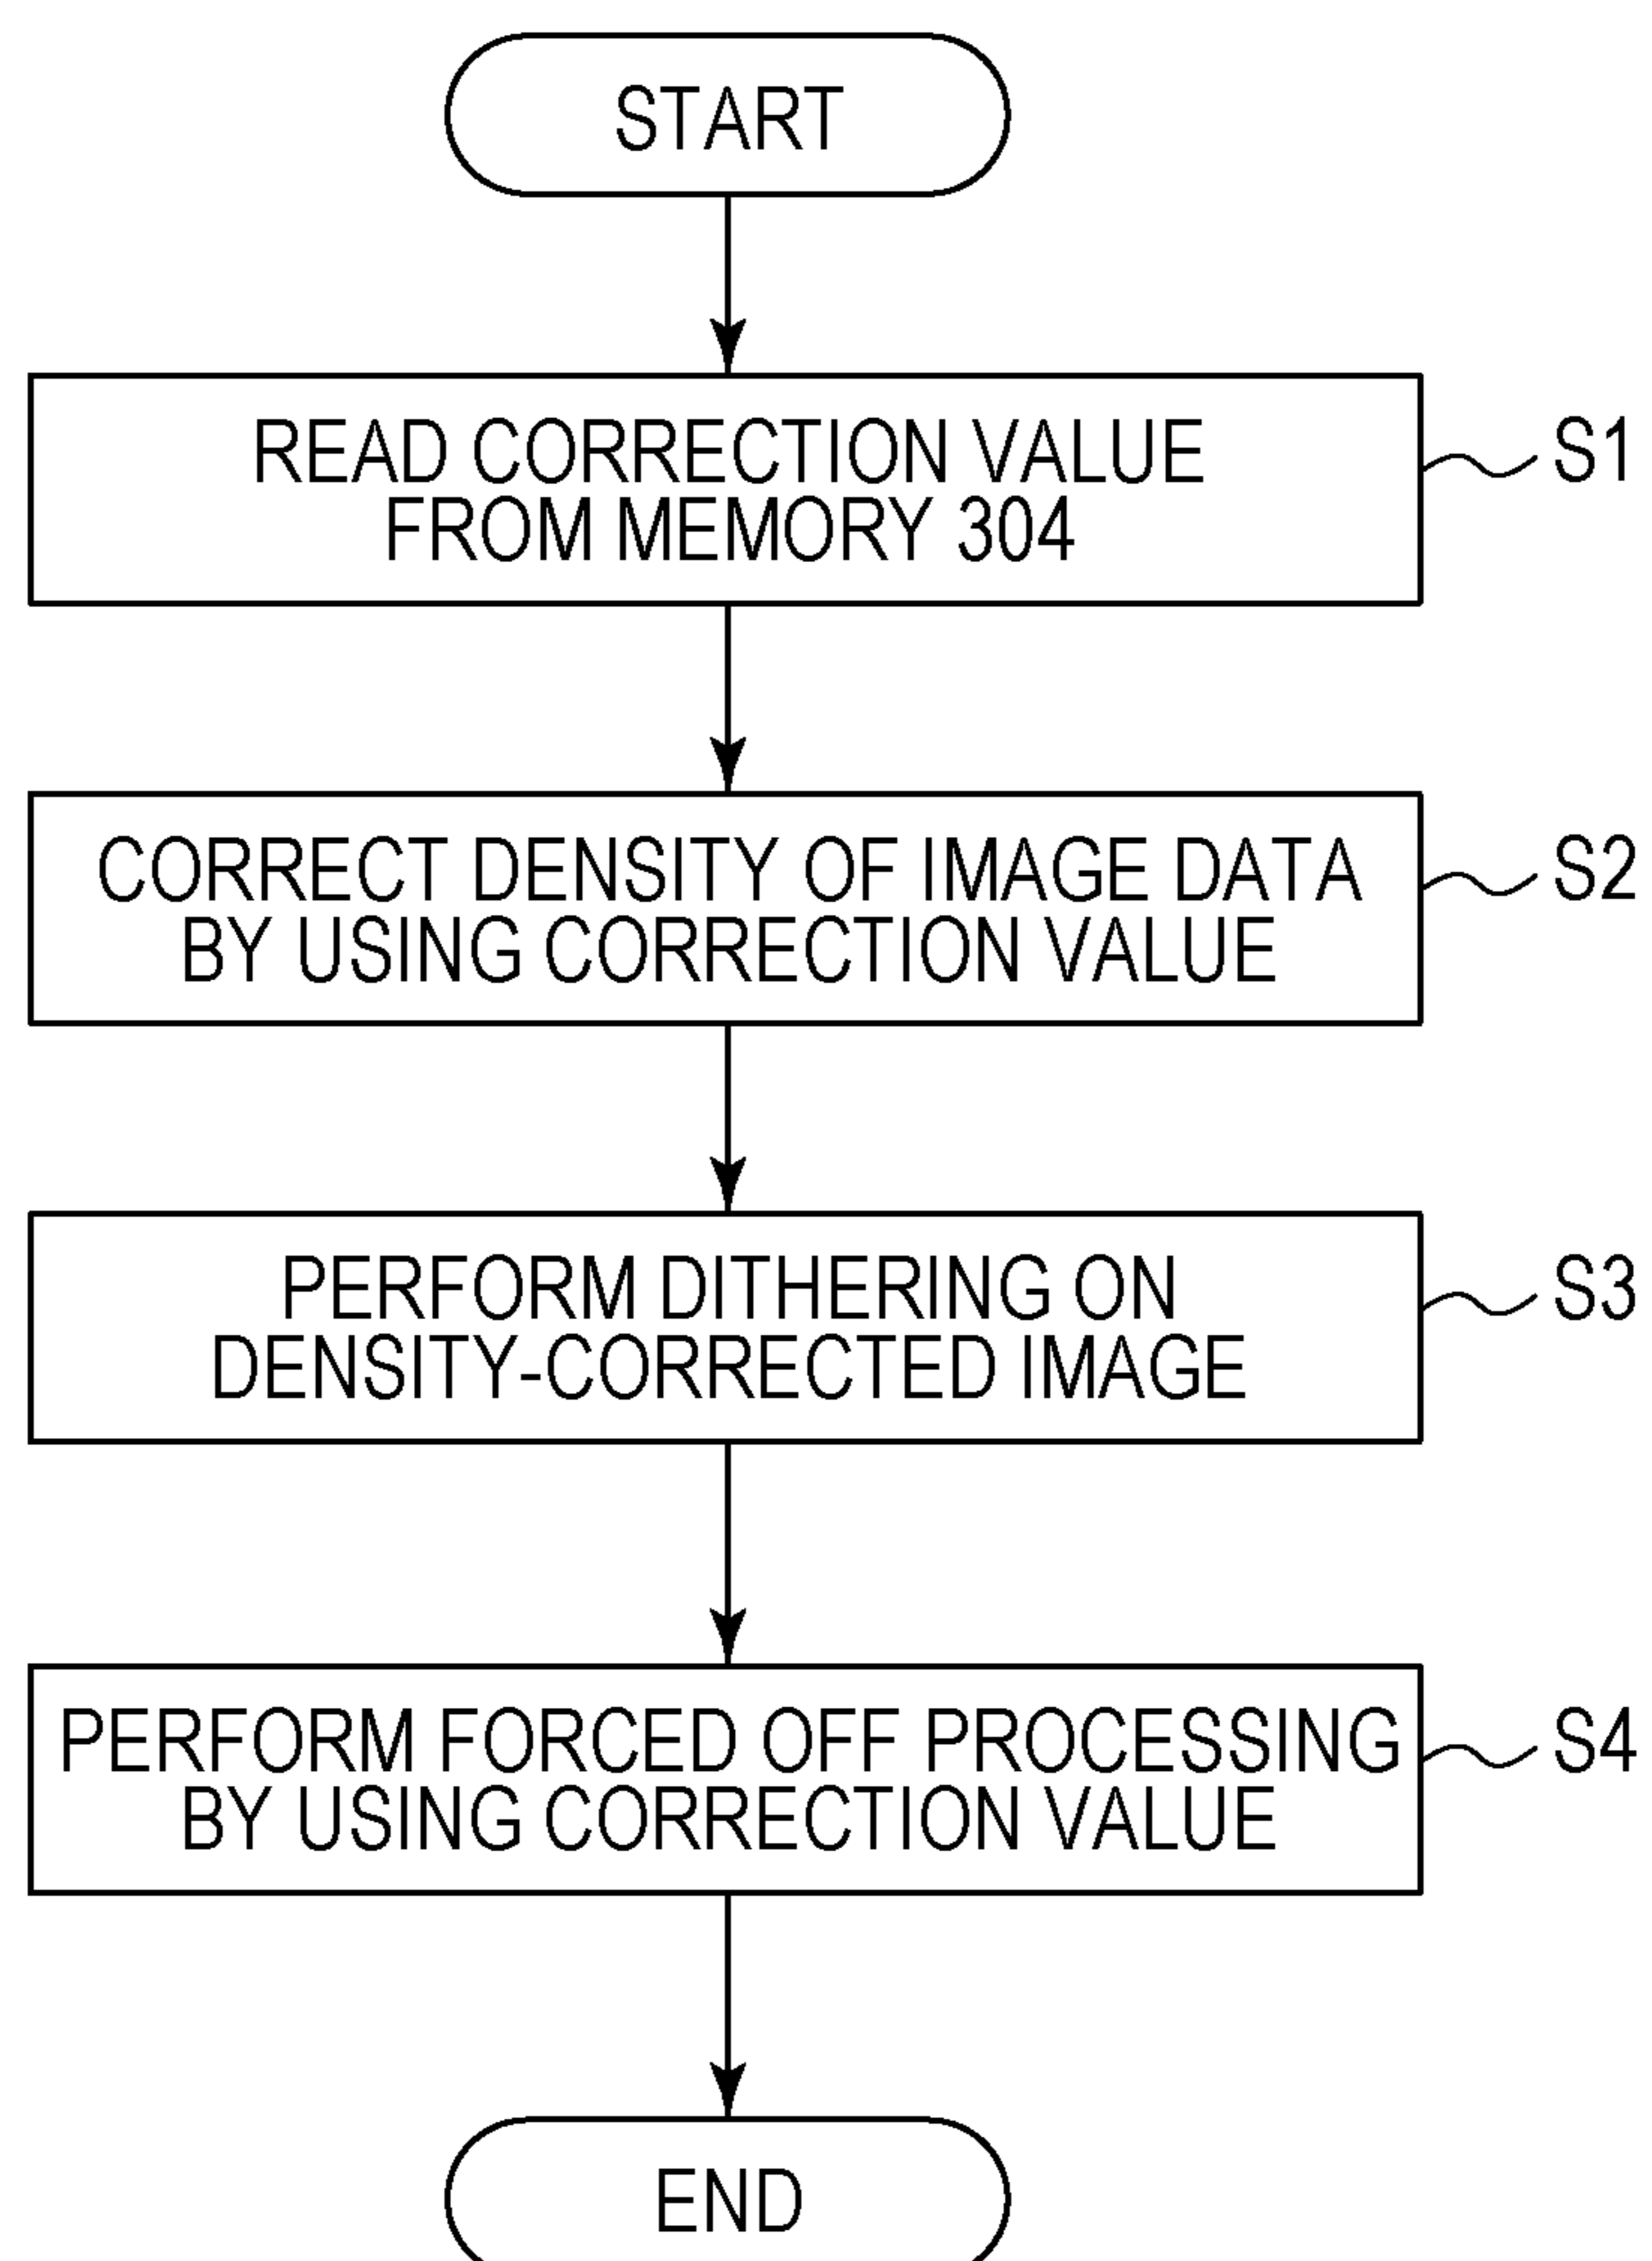 START
READ CORRECTION VALUE
FROM MEMORY 304
S1
CORRECT DENSITY OF IMAGE DATA
BY USING CORRECTION VALUE
S2
PERFORM DITHERING ON
DENSITY-CORRECTED IMAGE
S3
PERFORM FORCED OFF PROCESSING
BY USING CORRECTION VALUE
S4
END